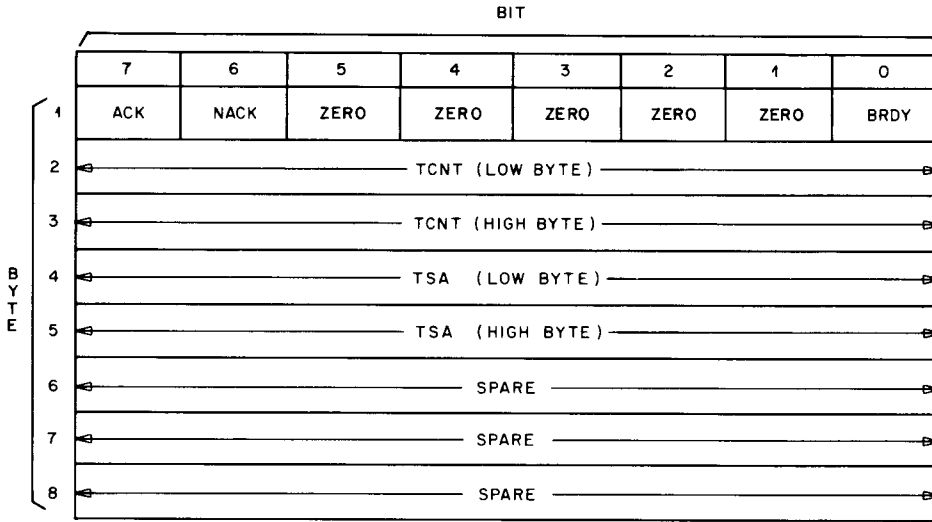 BIT
7 6 5 4 3 2 1 0
1 ACK NACK ZERO ZERO ZERO ZERO ZERO BRDY
2 TCNT (LOW BYTE)
3 TCNT (HIGH BYTE)
4 TSA (LOW BYTE)
5 TSA (HIGH BYTE)
6 SPARE
7 SPARE
8 SPARE
BYTE